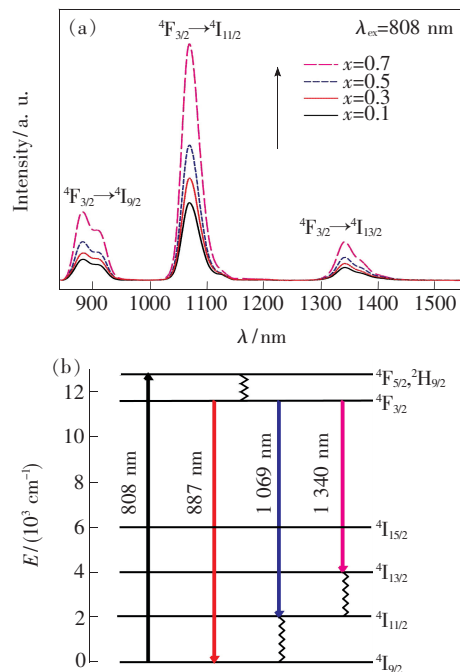 (a)
⁴F₃/₂→⁴I₁₁/₂
λex=808 nm
x=0.7
x=0.5
x=0.3
x=0.1
⁴F₃/₂→⁴I₉/₂
⁴F₃/₂→⁴I₁₃/₂
Intensity/a. u.
900 1000 1100 1200 1300 1400 1500
λ/nm
(b)
⁴F₅/₂,²H₉/₂
⁴F₃/₂
12
10
8
6
4
2
0
E/(10³ cm⁻¹)
808 nm
887 nm
1 069 nm
1 340 nm
⁴I₁₅/₂
⁴I₁₃/₂
⁴I₁₁/₂
⁴I₉/₂